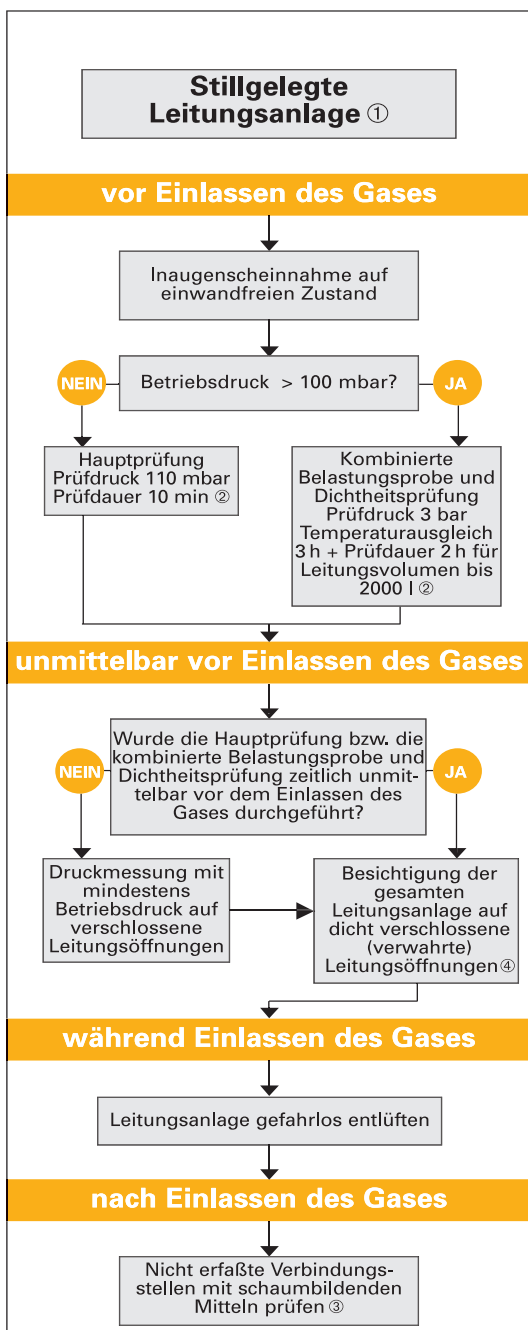 Stillgelegte
Leitungsanlage ①
vor Einlassen des Gases
Inaugenscheinnahme auf
einwandfreien Zustand
NEIN
Betriebsdruck > 100 mbar?
JA
Hauptprüfung
Prüfdruck 110 mbar
Prüfdauer 10 min ②
Kombinierte
Belastungsprobe und
Dichtheitsprüfung
Prüfdruck 3 bar
Temperaturausgleich
3 h + Prüfdauer 2 h für
Leitungsvolumen bis
2000 l ②
unmittelbar vor Einlassen des Gases
Wurde die Hauptprüfung bzw. die
kombinierte Belastungsprobe und
Dichtheitsprüfung zeitlich unmit-
telbar vor dem Einlassen des
Gases durchgeführt?
NEIN
JA
Druckmessung mit
mindestens
Betriebsdruck auf
verschlossene
Leitungsöffnungen
Besichtigung der
gesamten
Leitungsanlage auf
dicht verschlossene
(verwahrte)
Leitungsöffnungen ④
während Einlassen des Gases
Leitungsanlage gefahrlos entlüften
nach Einlassen des Gases
Nicht erfaßte Verbindungs-
stellen mit schaumbildenden
Mitteln prüfen ③